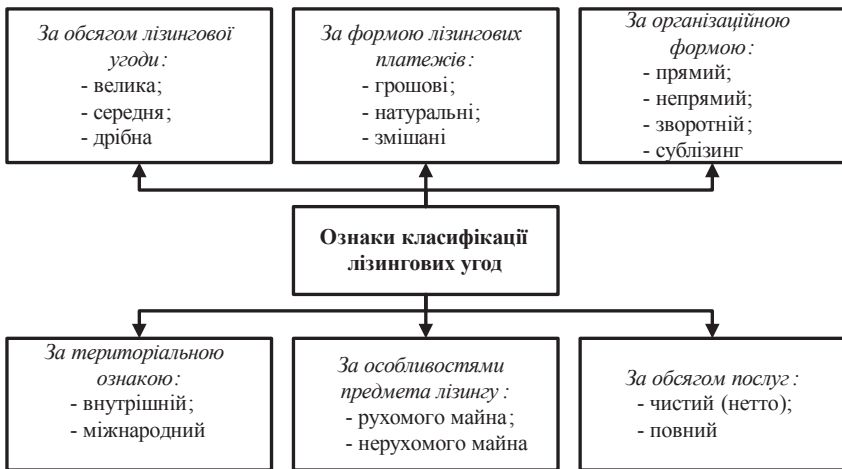 За обсягом лізингової
угоди:
- велика;
- середня;
- дрібна
За формою лізингових
платежів:
- грошові;
- натуральні;
- змішані
За організаційною
формою:
- прямий;
- непрямий;
- зворотній;
- сублізинг
Ознаки класифікації
лізингових угод
За територіальною
ознакою:
- внутрішній;
- міжнародний
За особливостями
предмета лізингу:
- рухомого майна;
- нерухомого майна
За обсягом послуг:
- чистий (нетто);
- повний